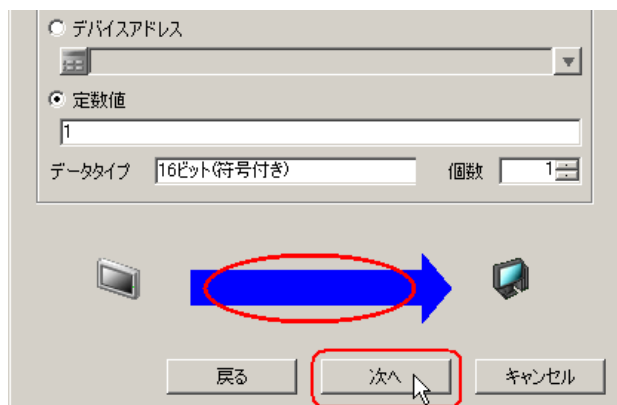 デバイスアドレス
定数値
1
データタイプ 16ビット(符号付き) 個数 1
戻る 次へ キャンセル